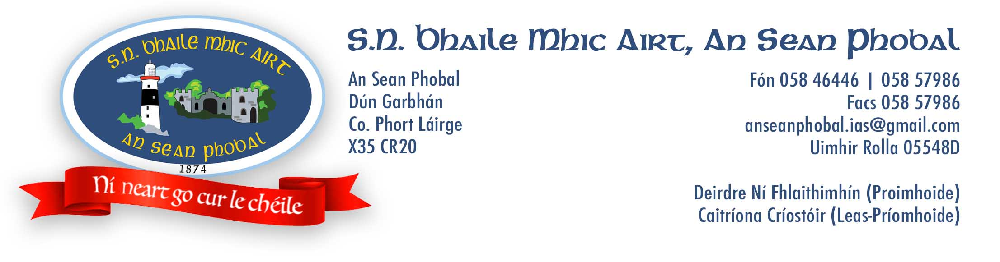 S.N. Bhaile Mhic Airt
An Sean Phobal
1874
Ní neart go cur le chéile
S.N. Bhaile Mhic Airt, An Sean Phobal
An Sean Phobal
Dún Garbhán
Co. Phort Láirge
X35 CR20
Fón 058 46446 | 058 57986
Facs 058 57986
anseanphobal.ias@gmail.com
Uimhir Rolla 05548D
Deirdre Ní Fhlaithimhín (Proimhoide)
Caitríona Críostóir (Leas-Príomhoide)